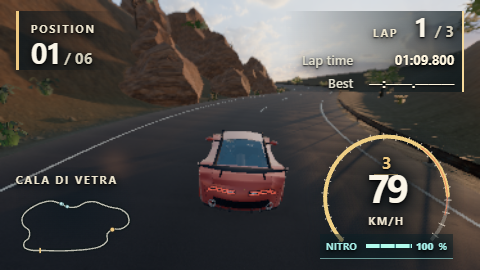 POSITION
01 / 06
LAP 1 / 3
Lap time 01:09.800
Best
CALA DI VETRA
3
79
KM/H
NITRO 100 %